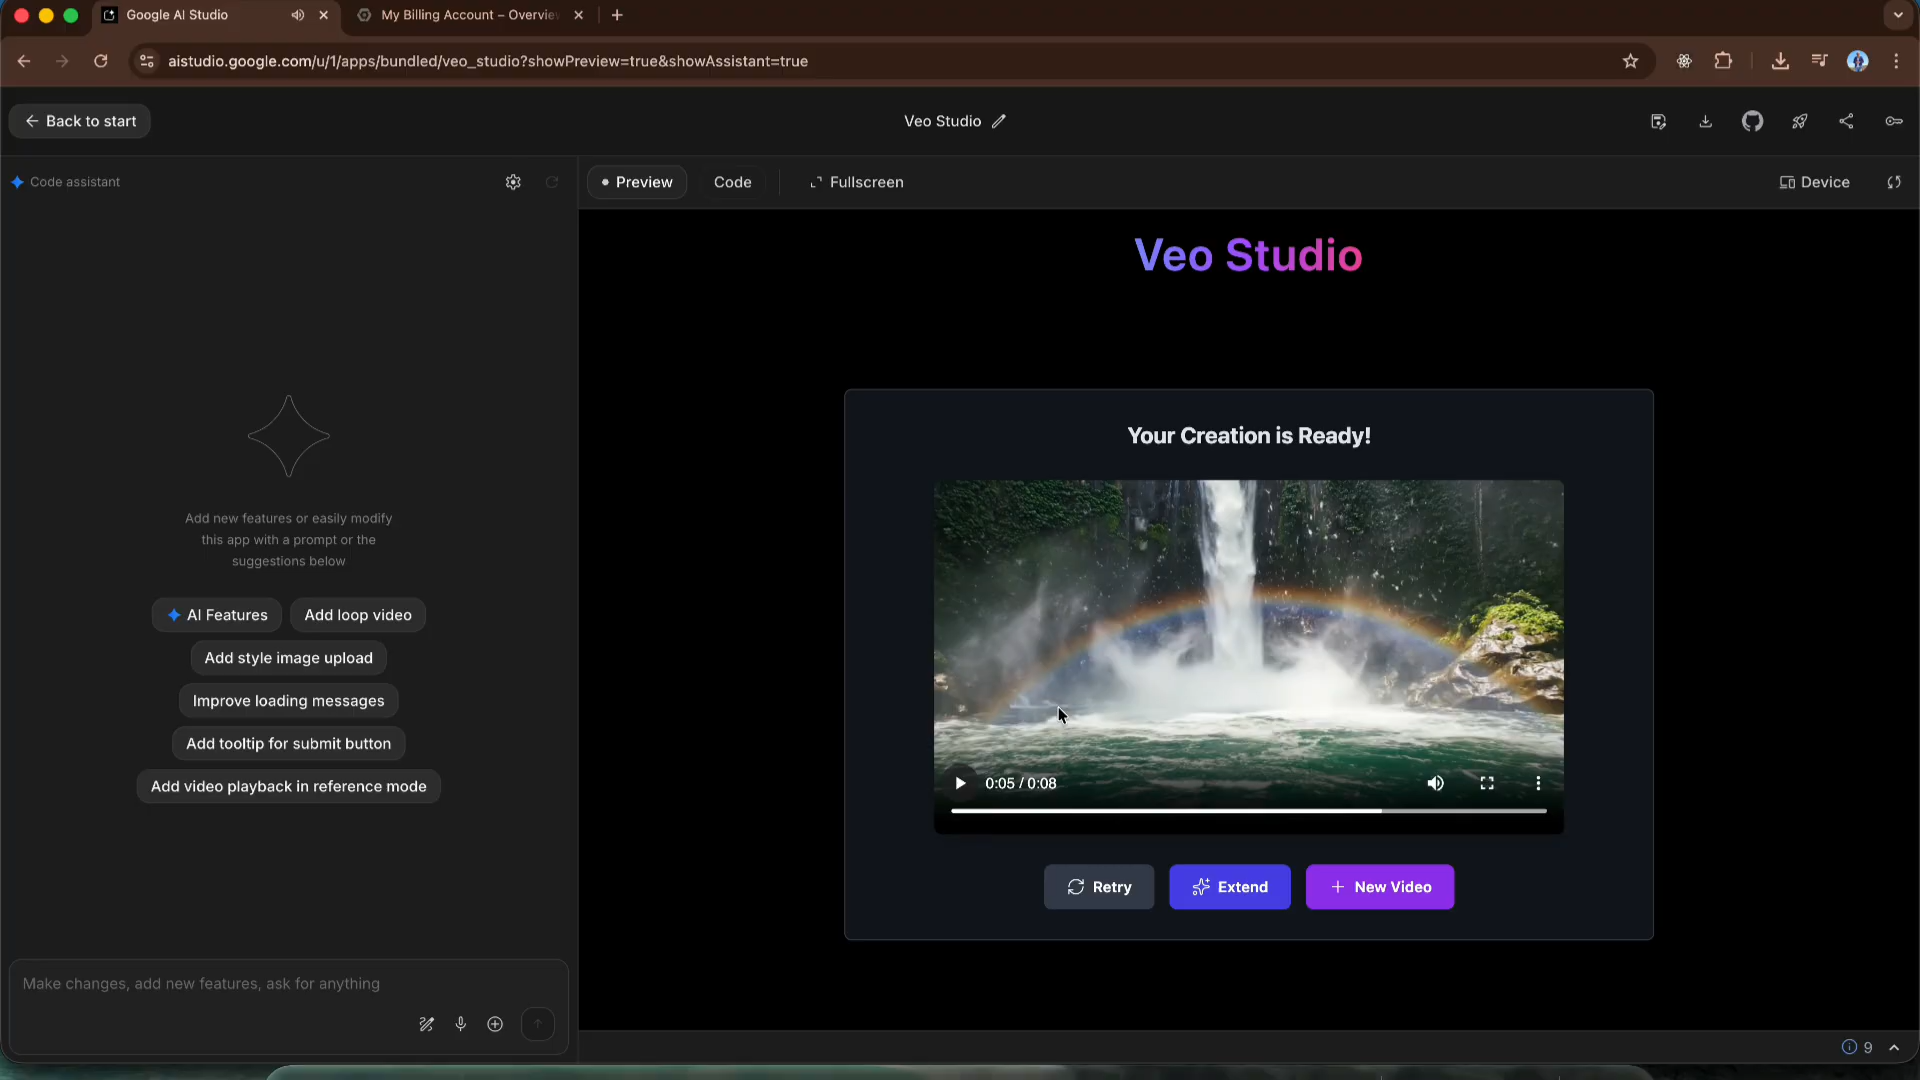 Google AI Studio
My Billing Account – Overvie
aistudio.google.com/u/1/apps/bundled/veo_studio?showPreview=true&showAssistant=true
Back to start
Veo Studio
Code assistant
Preview
Code
Fullscreen
Device
Veo Studio
Your Creation is Ready!
Add new features or easily modify
this app with a prompt or the
suggestions below
AI Features
Add loop video
Add style image upload
Improve loading messages
Add tooltip for submit button
Add video playback in reference mode
0:05 / 0:08
Retry
Extend
New Video
Make changes, add new features, ask for anything
9